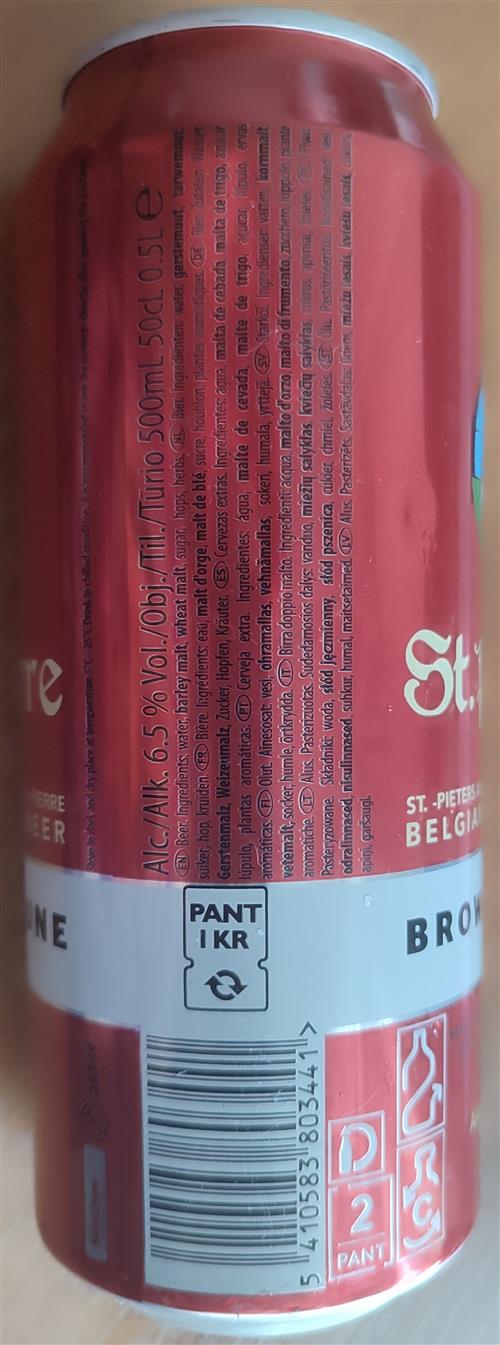 Alc./Alk. 6.5 % Vol./Obj./Til./Tūrio 500mL 50cL 0.5L e
EN Beer. Ingredients: water, barley malt, wheat malt, sugar, hops, herbs. NL Bier. Ingrediënten: water, gerstemout, tarwemout,
suiker, hop, kruiden. FR Bière. Ingrédients: eau, malt d'orge, malt de blé, sucre, houblon, plantes aromatiques. DE Bier. Zutaten: Wasser,
Gerstenmalz, Weizenmalz, Zucker, Hopfen, Kräuter. ES Cervezas extras. Ingredientes: agua, malta de cebada, malta de trigo, azúcar,
lúpulo, plantas aromáticas. PT Cerveja extra. Ingredientes: água, malte de cevada, malte de trigo, açúcar, lúpulo, ervas
aromáticas. FI Olut. Ainesosat: vesi, ohramallas, vehnämallas, sokeri, humala, yrttejä. SV Starköl. Ingredienser: vatten, kornmalt,
vetemalt, socker, humle, örtkrydda. IT Birra doppio malto. Ingredienti: acqua, malto d'orzo, malto di frumento, zucchero, luppolo, piante
aromatiche. LT Alus. Pasterizuotas. Sudedamosios dalys: vanduo, miežių salyklas, kviečių salyklas, cukrus, apyniai, žolelės. PL Piwo.
Pasteryzowane. Składniki: woda, słód jęczmienny, słód pszenica, cukier, chmiel, zoleles. EST Õlu. Pastöriseeritud. Koostisained: vesi,
odralinnased, nisulinnased, suhkur, humal, maitsetaimed. LV Alus. Pasterizēts. Sastāvdaļas: ūdens, miežu iesals, kviešu iesals, cukurs,
apiņi, garšaugi.
re
-PIERRE
EER
UNE
PANT
1 KR
St.
ST. -PIETERS
BELGIA
BROW
5 410583 803441 >
D
2
PANT
C